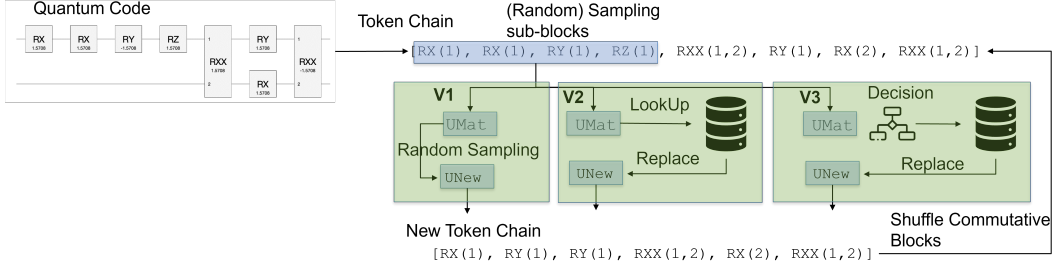 Quantum Code
RX
1.5708
RX
1.5708
RY
-1.5708
RZ
1.5708
1
RXX
1.5708
2
RY
1.5708
RX
1.5708
1
RXX
-1.5708
2
Token Chain
(Random) Sampling
sub-blocks
[RX(1), RX(1), RY(1), RZ(1), RXX(1,2), RY(1), RX(2), RXX(1,2)]
V1
UMat
Random Sampling
UNew
V2
LookUp
UMat
Replace
UNew
V3
Decision
UMat
Replace
UNew
New Token Chain
Shuffle Commutative
Blocks
[RX(1), RY(1), RY(1), RXX(1,2), RX(2), RXX(1,2)]